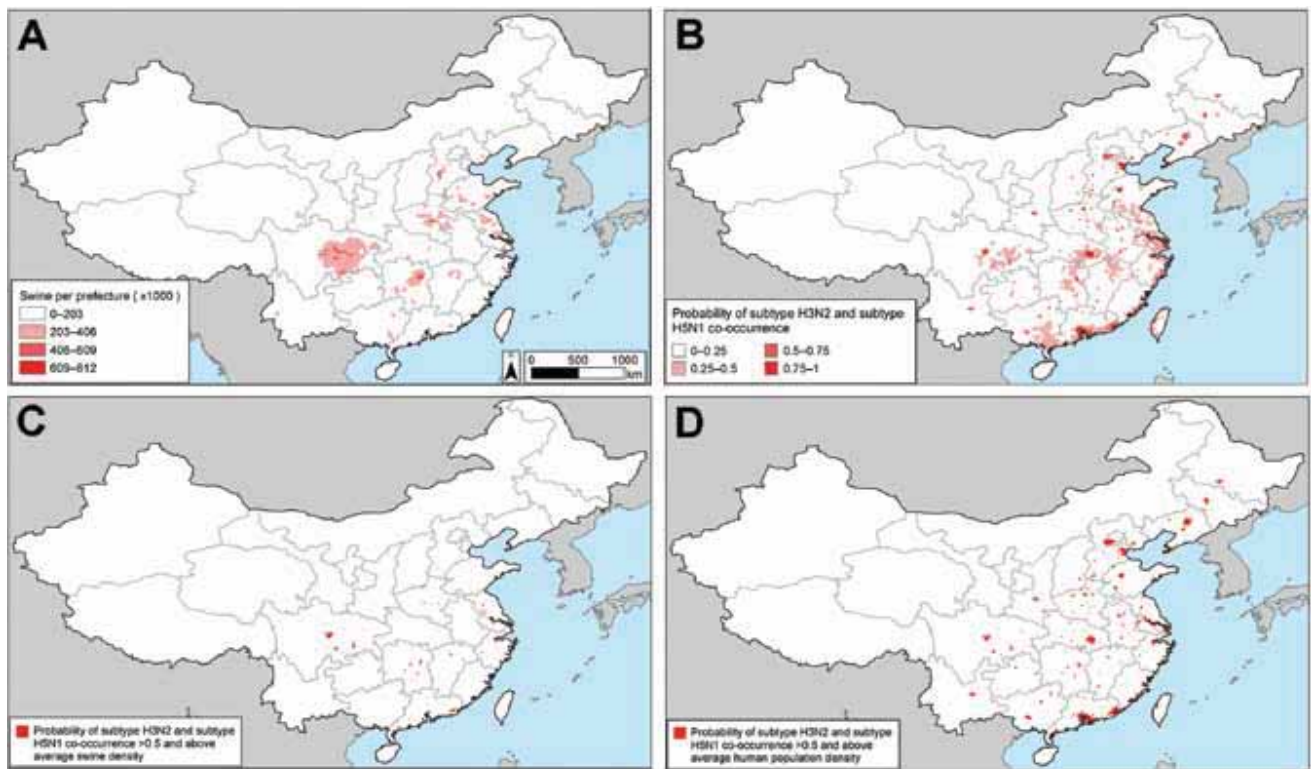 A
Swine per prefecture ( x1000 )
0–203
203–406
406–609
609–812
0 500 1000
km
B
Probability of subtype H3N2 and subtype
H5N1 co-occurrence
0–0.25 0.5–0.75
0.25–0.5 0.75–1
C
Probability of subtype H3N2 and subtype
H5N1 co-occurrence >0.5 and above
average swine density
D
Probability of subtype H3N2 and subtype
H5N1 co-occurrence >0.5 and above
average human population density